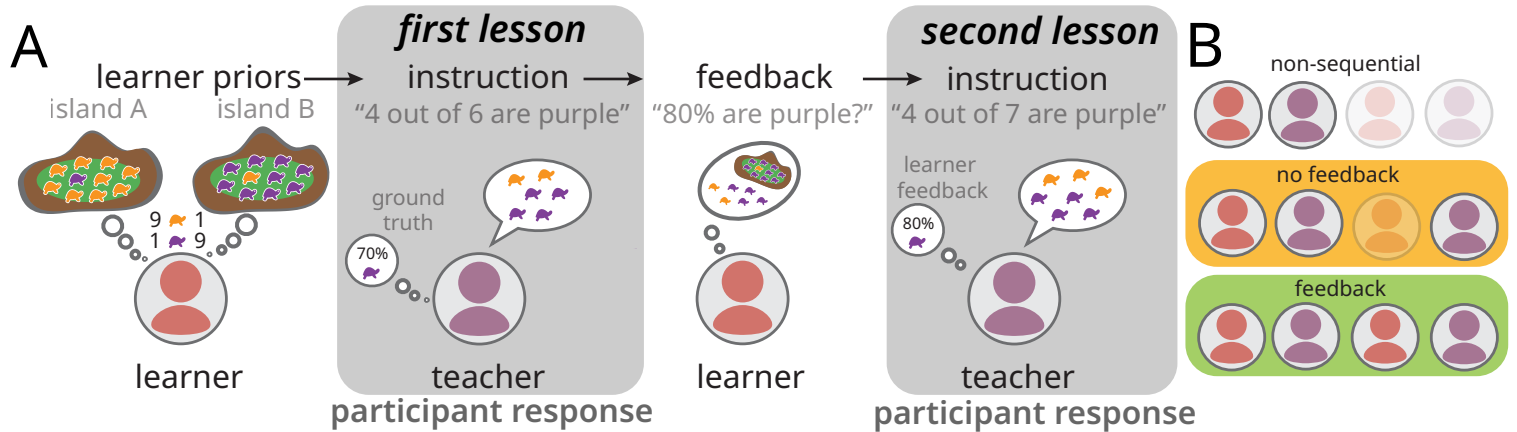 A
first lesson
second lesson
B
learner priors
instruction
feedback
instruction
non-sequential
island A
island B
“4 out of 6 are purple”
“80% are purple?”
“4 out of 7 are purple”
learner
feedback
no feedback
ground
truth
9 1
1 9
70%
80%
feedback
learner
teacher
learner
teacher
participant response
participant response